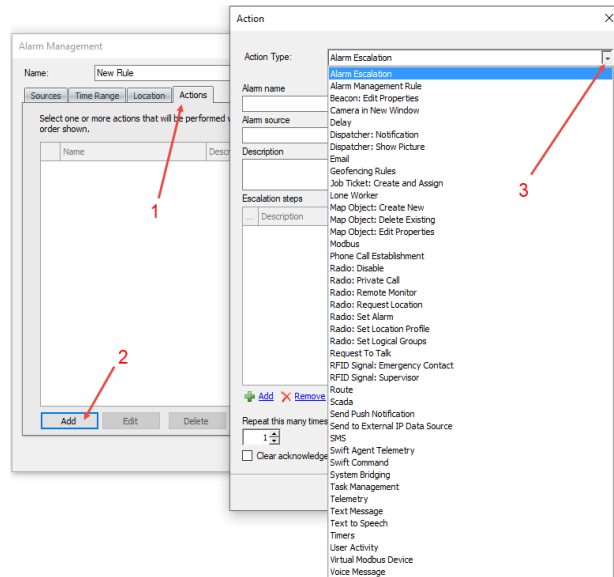 Action
Action Type:
Alarm Escalation
Alarm Management
Name:
New Rule
Sources
Time Range
Location
Actions
Select one or more actions that will be performed
order shown.
Name
Descr
1
Add
Edit
Delete
2
Alarm name
Alarm source
Description
Escalation steps
... Description
Add
Remove
Repeat this many times
1
Clear acknowledge
3
Alarm Escalation
Alarm Management Rule
Beacon: Edit Properties
Camera in New Window
Delay
Dispatcher: Notification
Dispatcher: Show Picture
Email
Geofencing Rules
Job Ticket: Create and Assign
Lone Worker
Map Object: Create New
Map Object: Delete Existing
Map Object: Edit Properties
Modbus
Phone Call Establishment
Radio: Disable
Radio: Private Call
Radio: Remote Monitor
Radio: Request Location
Radio: Set Alarm
Radio: Set Location Profile
Radio: Set Logical Groups
Request To Talk
RFID Signal: Emergency Contact
RFID Signal: Supervisor
Route
Scada
Send Push Notification
Send to External IP Data Source
SMS
Swift Agent Telemetry
Swift Command
System Bridging
Task Management
Telemetry
Text Message
Text to Speech
Timers
User Activity
Virtual Modbus Device
Voice Message